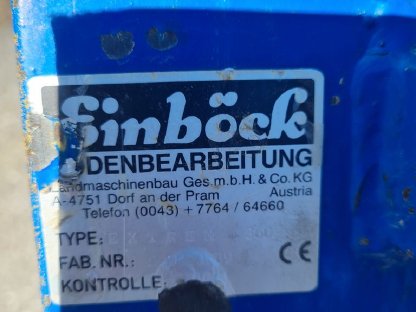 Einböck
ODENBEARBEITUNG
Landmaschinenbau Ges.m.b.H. & Co. KG
A-4751 Dorf an der Pram Austria
Telefon (0043) + 7764 / 64660
TYPE:
FAB. NR.: CE
KONTROLLE: